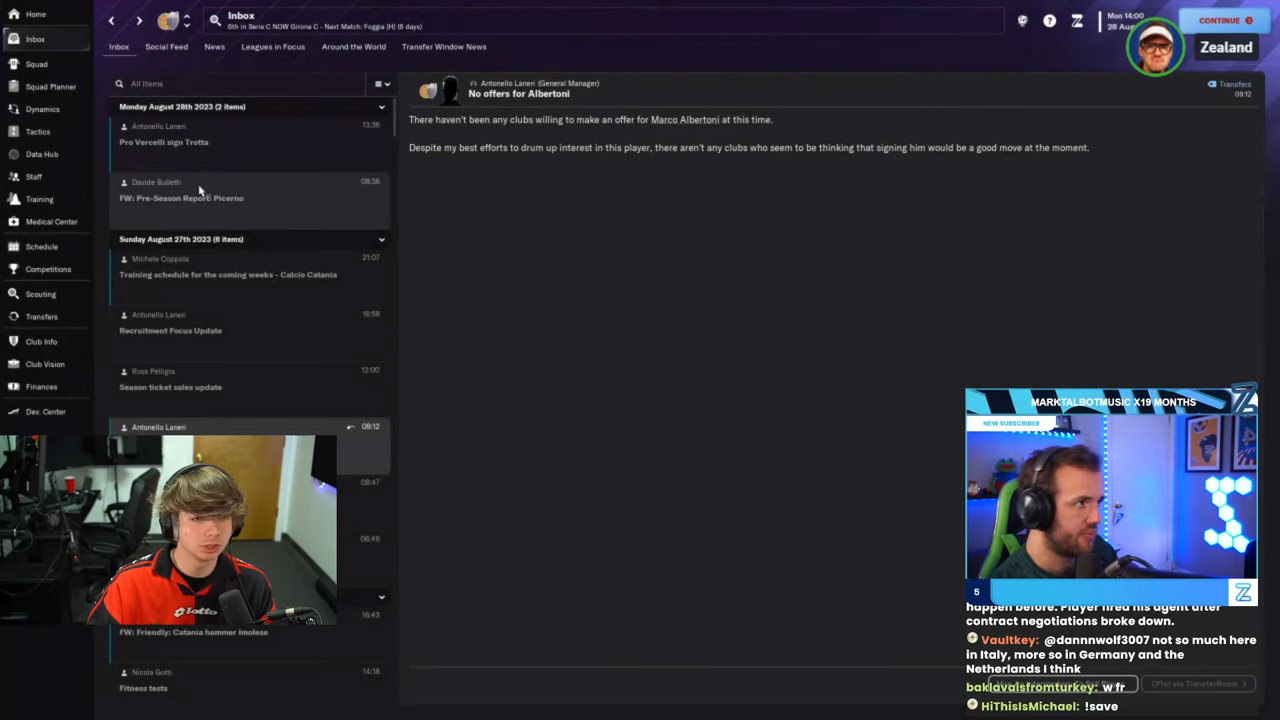 Home
Inbox
Squad
Squad Planner
Dynamics
Tactics
Data Hub
Staff
Training
Medical Center
Schedule
Competitions
Scouting
Transfers
Club Info
Club Vision
Finances
Dev. Center
Inbox
6th in Serie C NOW Girone C - Next Match: Foggia (H) (6 days)
Mon 14:00
28 Aug
CONTINUE
Zealand
Inbox
Social Feed
News
Leagues in Focus
Around the World
Transfer Window News
All Items
Monday August 28th 2023 (2 items)
Antonello Laneri
13:36
Pro Vercelli sign Trotta
Davide Bulletti
08:38
FW: Pre-Season Report: Picerno
Sunday August 27th 2023 (6 items)
Michele Coppola
21:07
Training schedule for the coming weeks - Calcio Catania
Antonello Laneri
16:58
Recruitment Focus Update
Ross Pelligra
12:00
Season ticket sales update
Antonello Laneri
09:12
08:47
08:46
16:43
FW: Friendly: Catania hammer Imolese
Nicola Gotti
14:18
Fitness tests
Antonello Laneri (General Manager)
No offers for Albertoni
Transfers
09:12
There haven't been any clubs willing to make an offer for Marco Albertoni at this time.
Despite my best efforts to drum up interest in this player, there aren't any clubs who seem to be thinking that signing him would be a good move at the moment.
Offer via TransferRoom
MARKTALBOTMUSIC X19 MONTHS
NEW SUBSCRIBER
5
lotto
happen before. Player fired his agent after
contract negotiations broke down.
Vaultkey: @dannnwolf3007 not so much here
in Italy, more so in Germany and the
Netherlands I think
baklavalsfromturkey: w fr
HiThisIsMichael: !save